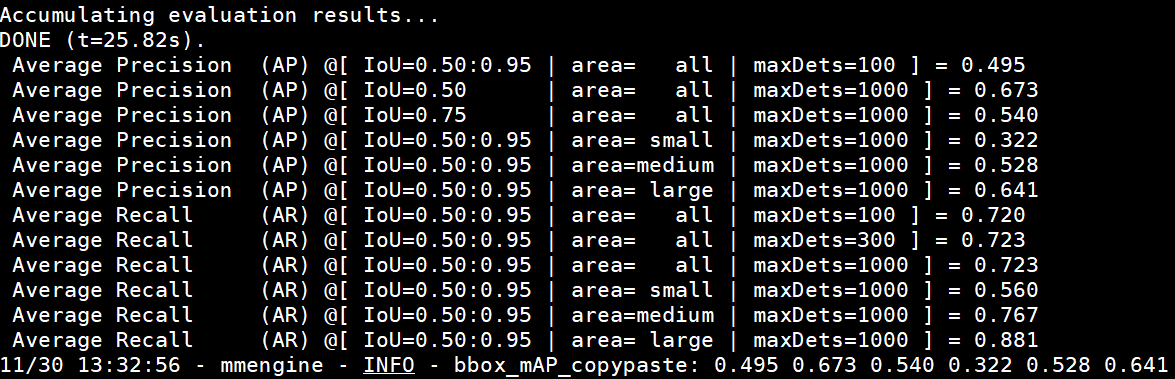 Accumulating evaluation results...
DONE (t=25.82s).
 Average Precision  (AP) @[ IoU=0.50:0.95 | area=   all | maxDets=100 ] = 0.495
 Average Precision  (AP) @[ IoU=0.50      | area=   all | maxDets=1000 ] = 0.673
 Average Precision  (AP) @[ IoU=0.75      | area=   all | maxDets=1000 ] = 0.540
 Average Precision  (AP) @[ IoU=0.50:0.95 | area= small | maxDets=1000 ] = 0.322
 Average Precision  (AP) @[ IoU=0.50:0.95 | area=medium | maxDets=1000 ] = 0.528
 Average Precision  (AP) @[ IoU=0.50:0.95 | area= large | maxDets=1000 ] = 0.641
 Average Recall     (AR) @[ IoU=0.50:0.95 | area=   all | maxDets=100 ] = 0.720
 Average Recall     (AR) @[ IoU=0.50:0.95 | area=   all | maxDets=300 ] = 0.723
 Average Recall     (AR) @[ IoU=0.50:0.95 | area=   all | maxDets=1000 ] = 0.723
 Average Recall     (AR) @[ IoU=0.50:0.95 | area= small | maxDets=1000 ] = 0.560
 Average Recall     (AR) @[ IoU=0.50:0.95 | area=medium | maxDets=1000 ] = 0.767
 Average Recall     (AR) @[ IoU=0.50:0.95 | area= large | maxDets=1000 ] = 0.881
11/30 13:32:56 - mmengine - INFO - bbox_mAP_copypaste: 0.495 0.673 0.540 0.322 0.528 0.641